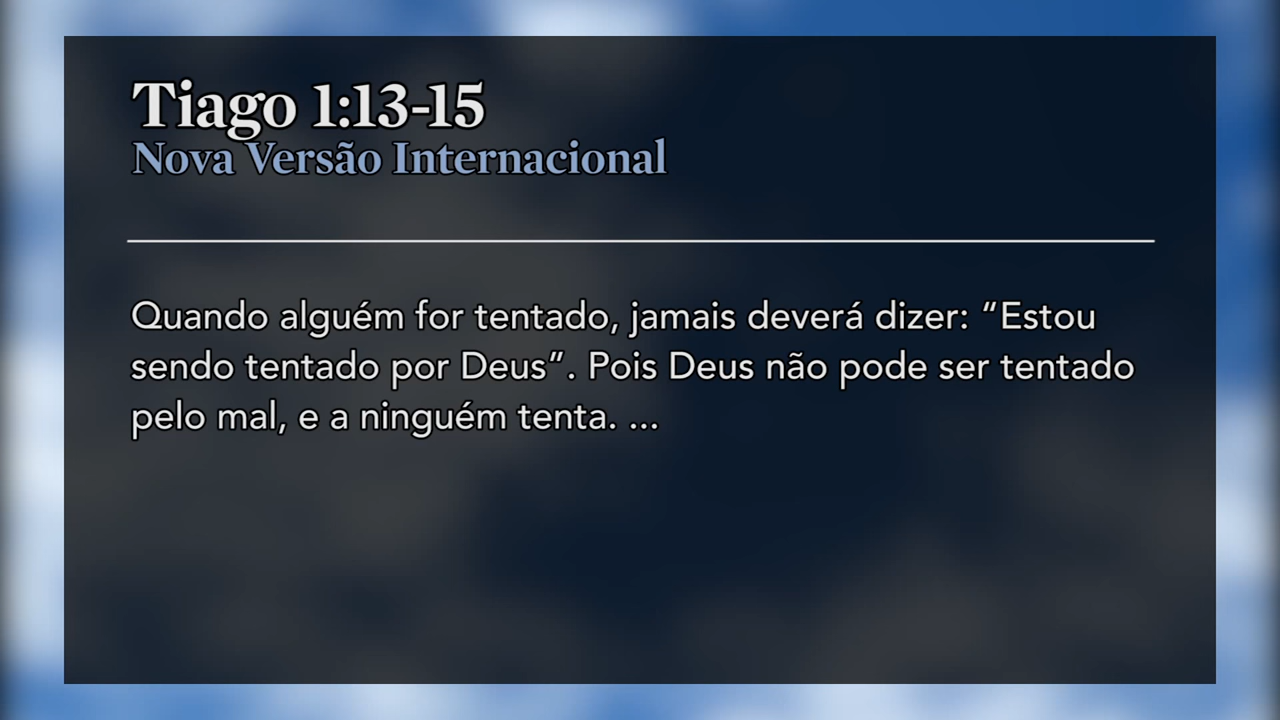 Tiago 1:13-15
Nova Versão Internacional
Quando alguém for tentado, jamais deverá dizer: “Estou
sendo tentado por Deus”. Pois Deus não pode ser tentado
pelo mal, e a ninguém tenta. ...